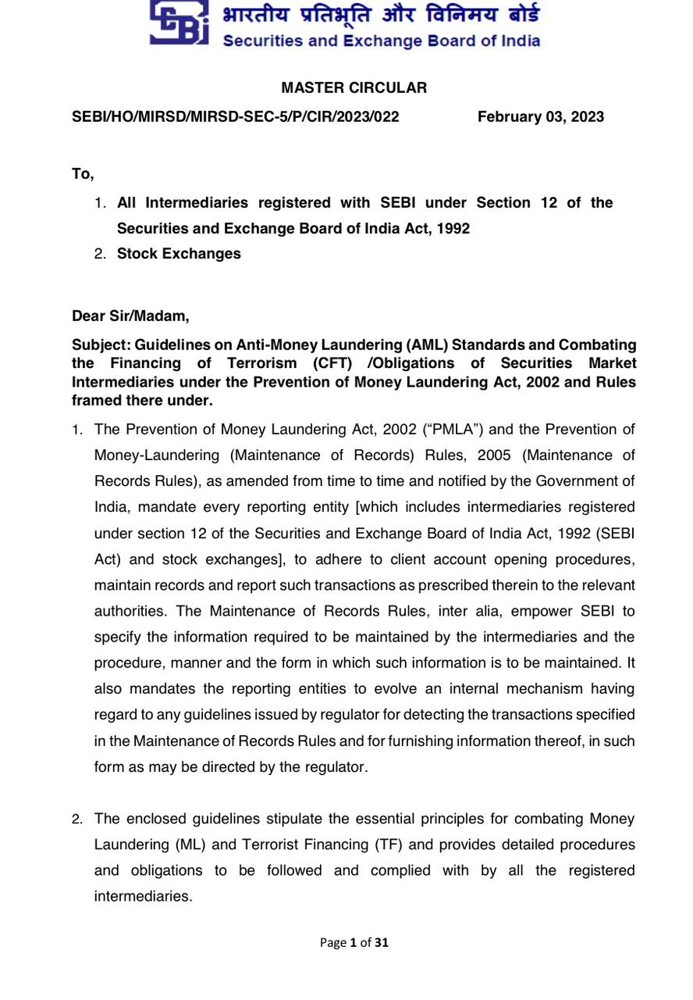 SEBI
भारतीय प्रतिभूति और विनिमय बोर्ड
Securities and Exchange Board of India
MASTER CIRCULAR
SEBI/HO/MIRSD/MIRSD-SEC-5/P/CIR/2023/022 February 03, 2023
To,
1. All Intermediaries registered with SEBI under Section 12 of the
Securities and Exchange Board of India Act, 1992
2. Stock Exchanges
Dear Sir/Madam,
Subject: Guidelines on Anti-Money Laundering (AML) Standards and Combating
the Financing of Terrorism (CFT) /Obligations of Securities Market
Intermediaries under the Prevention of Money Laundering Act, 2002 and Rules
framed there under.
1. The Prevention of Money Laundering Act, 2002 (“PMLA”) and the Prevention of
Money-Laundering (Maintenance of Records) Rules, 2005 (Maintenance of
Records Rules), as amended from time to time and notified by the Government of
India, mandate every reporting entity [which includes intermediaries registered
under section 12 of the Securities and Exchange Board of India Act, 1992 (SEBI
Act) and stock exchanges], to adhere to client account opening procedures,
maintain records and report such transactions as prescribed therein to the relevant
authorities. The Maintenance of Records Rules, inter alia, empower SEBI to
specify the information required to be maintained by the intermediaries and the
procedure, manner and the form in which such information is to be maintained. It
also mandates the reporting entities to evolve an internal mechanism having
regard to any guidelines issued by regulator for detecting the transactions specified
in the Maintenance of Records Rules and for furnishing information thereof, in such
form as may be directed by the regulator.
2. The enclosed guidelines stipulate the essential principles for combating Money
Laundering (ML) and Terrorist Financing (TF) and provides detailed procedures
and obligations to be followed and complied with by all the registered
intermediaries.
Page 1 of 31